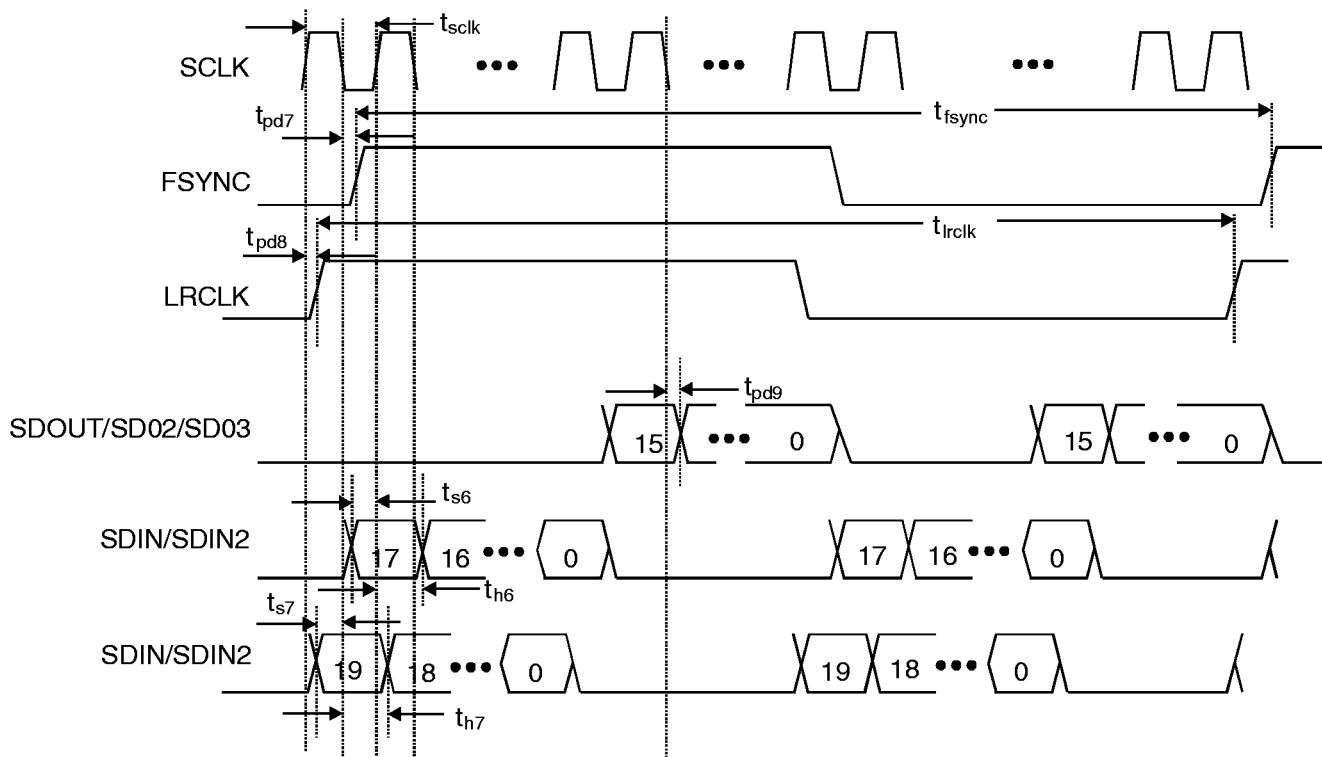 t_sclk
SCLK
t_pd7
t_fsync
FSYNC
t_pd8
t_lrclk
LRCLK
t_pd9
SDOUT/SD02/SD03
15 ••• 0 15 ••• 0
t_s6
SDIN/SDIN2
17 16 ••• 0 17 16 ••• 0
t_h6
t_s7
SDIN/SDIN2
19 18 ••• 0 19 18 ••• 0
t_h7